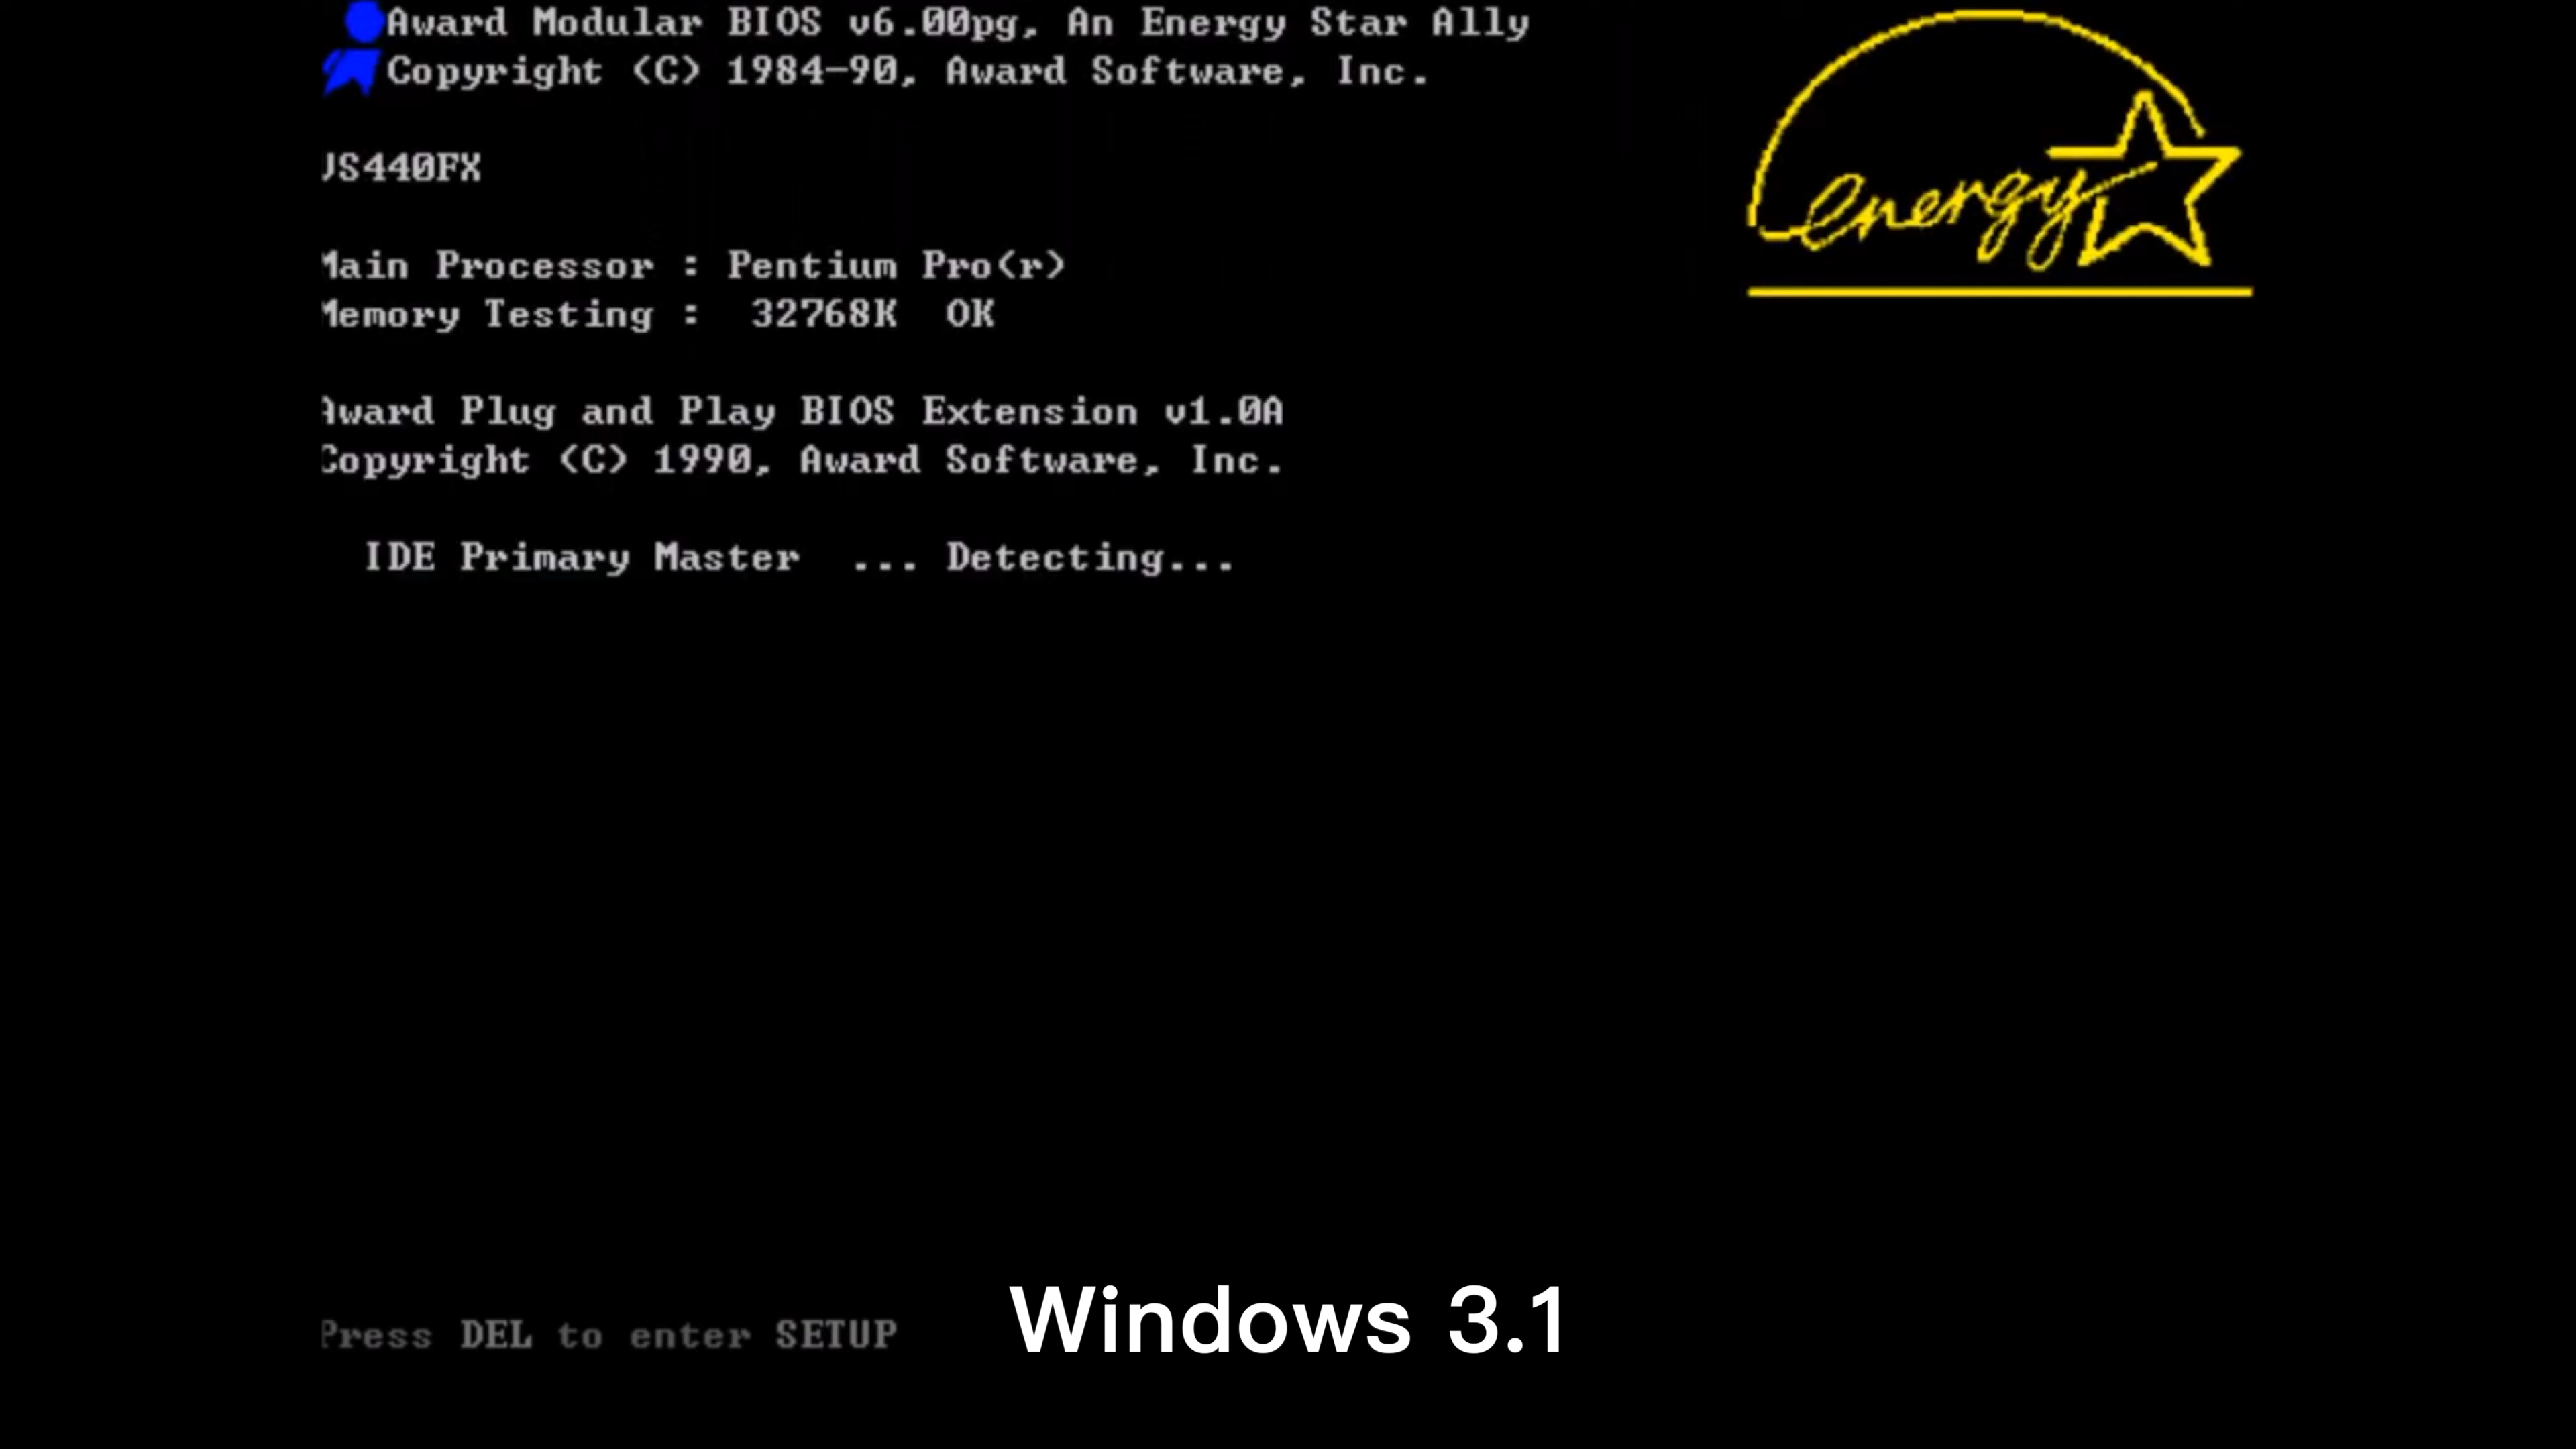 Award Modular BIOS v6.00pg, An Energy Star Ally
Copyright (C) 1984-90, Award Software, Inc.
energy
VS440FX
Main Processor : Pentium Pro(r)
Memory Testing : 32768K OK
Award Plug and Play BIOS Extension v1.0A
Copyright (C) 1990, Award Software, Inc.
IDE Primary Master ... Detecting...
Press DEL to enter SETUP
Windows 3.1